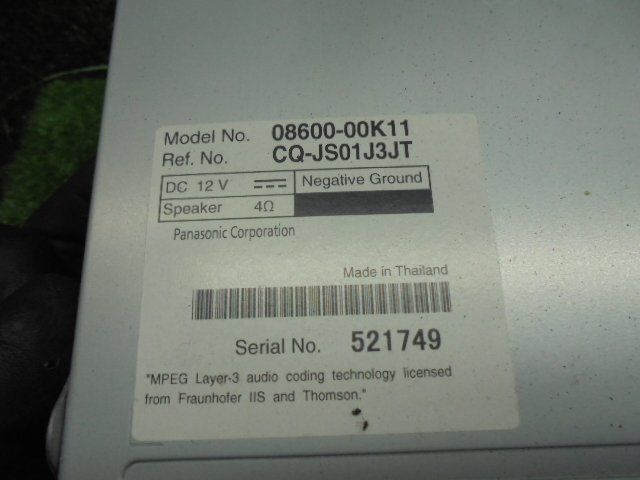 Model No. 08600-00K11
Ref. No. CQ-JS01J3JT
DC 12 V Negative Ground
Speaker 4Ω
Panasonic Corporation
Made in Thailand
Serial No. 521749
"MPEG Layer-3 audio coding technology licensed
from Fraunhofer IIS and Thomson."